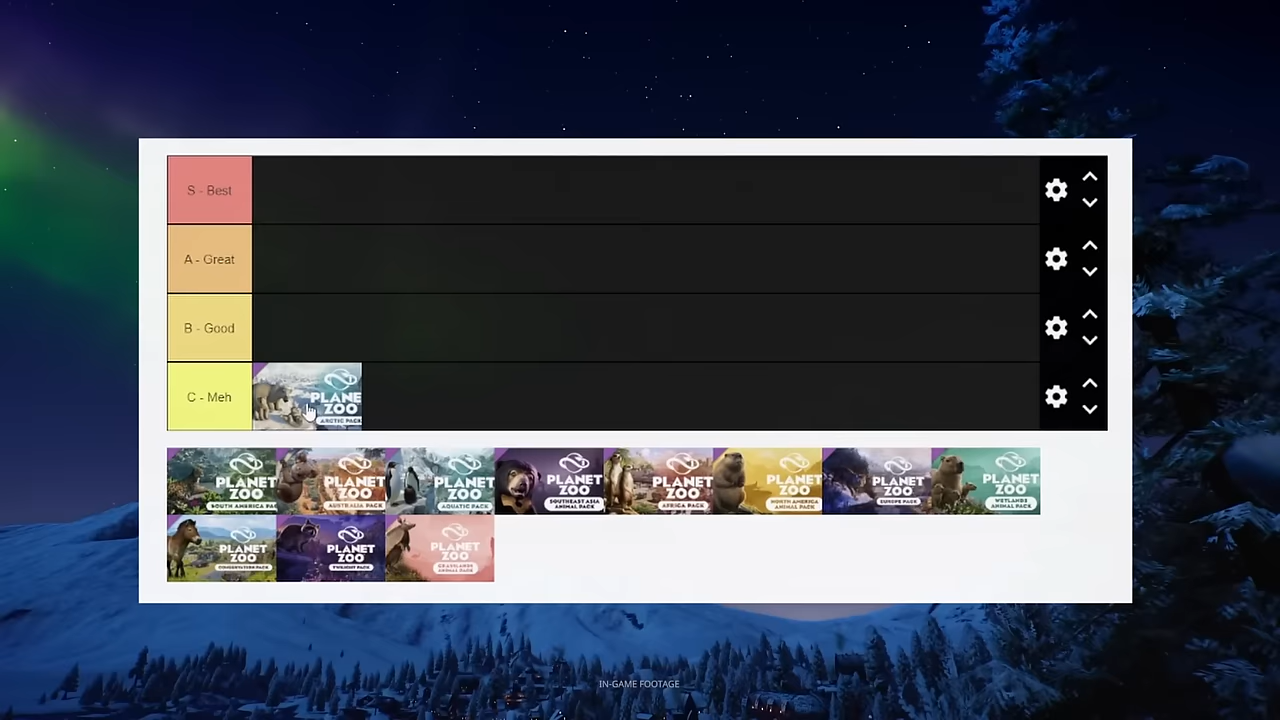 S - Best
A - Great
B - Good
C - Meh
PLANE
ZOO
ARCTIC PACK
PLANET
ZOO
SOUTH AMERICA PA
PLANET
ZOO
AUSTRALIA PACK
PLANET
ZOO
AQUATIC PACK
PLANET
ZOO
SOUTHEAST ASIA
ANIMAL PACK
PLANET
ZOO
AFRICA PACK
PLANET
ZOO
NORTH AMERICA
ANIMAL PACK
PLANET
ZOO
EUROPE PACK
PLANET
ZOO
WETLANDS
ANIMAL PACK
PLANET
ZOO
CONSERVATION PACK
PLANET
ZOO
TWILIGHT PACK
PLANET
ZOO
GRASSLANDS
ANIMAL PACK
IN-GAME FOOTAGE